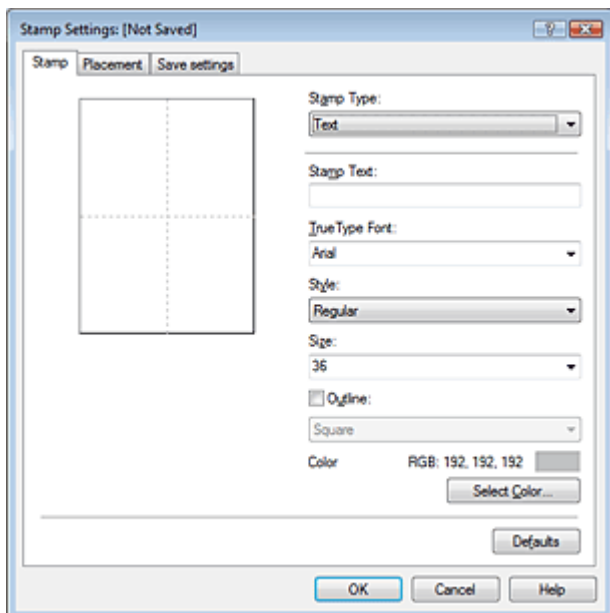 Stamp Settings: [Not Saved]
Stamp Placement Save settings
Stamp Type:
Text
Stamp Text:
TrueType Font:
Arial
Style:
Regular
Size:
36
Outline:
Square
Color RGB: 192, 192, 192
Select Color...
Defaults
OK Cancel Help